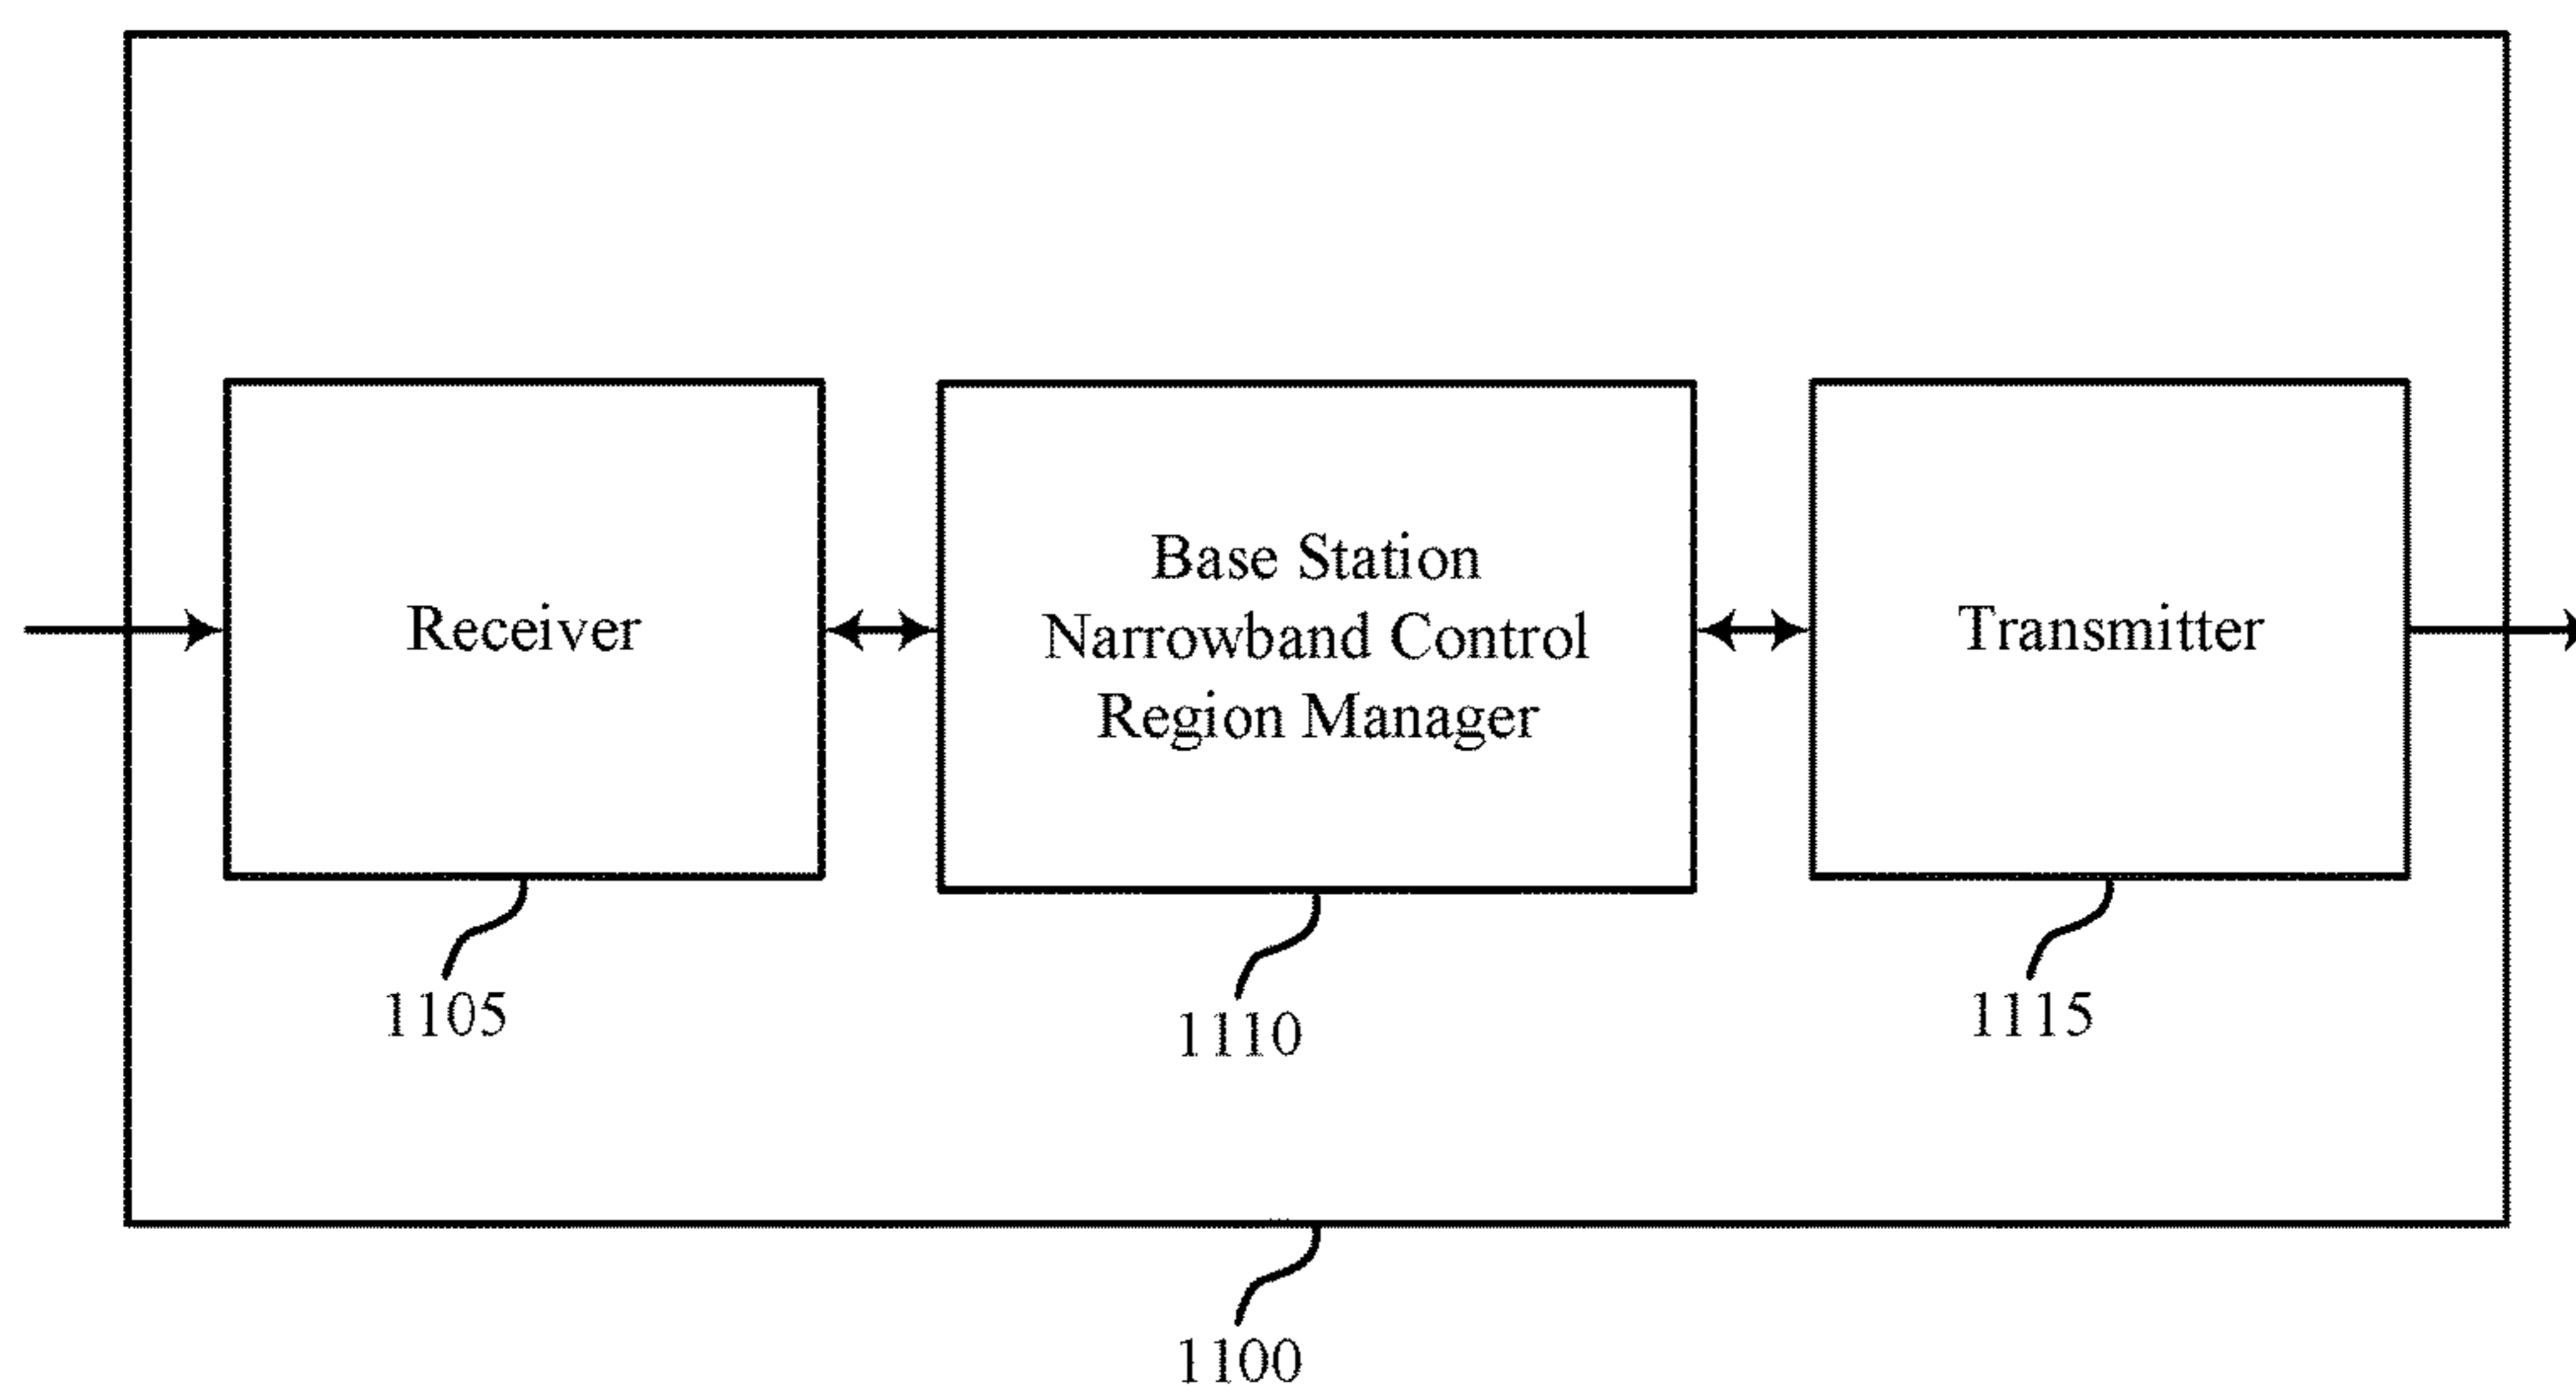 Receiver
Base Station
Narrowband Control
Region Manager
Transmitter
1105
1110
1115
1100